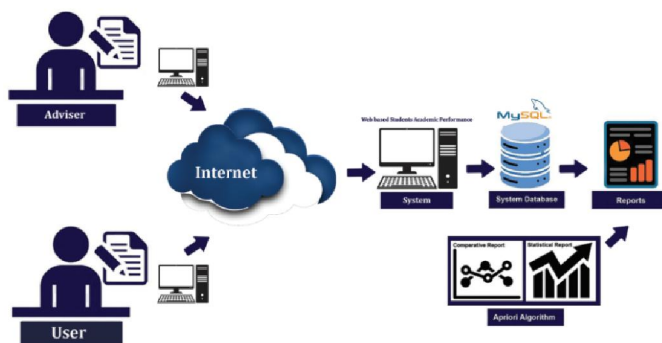 Adviser
Internet
Web-based Students Academic Performance
System
MySQL
System Database
Reports
Comparative Report
Statistical Report
Apriori Algorithm
User